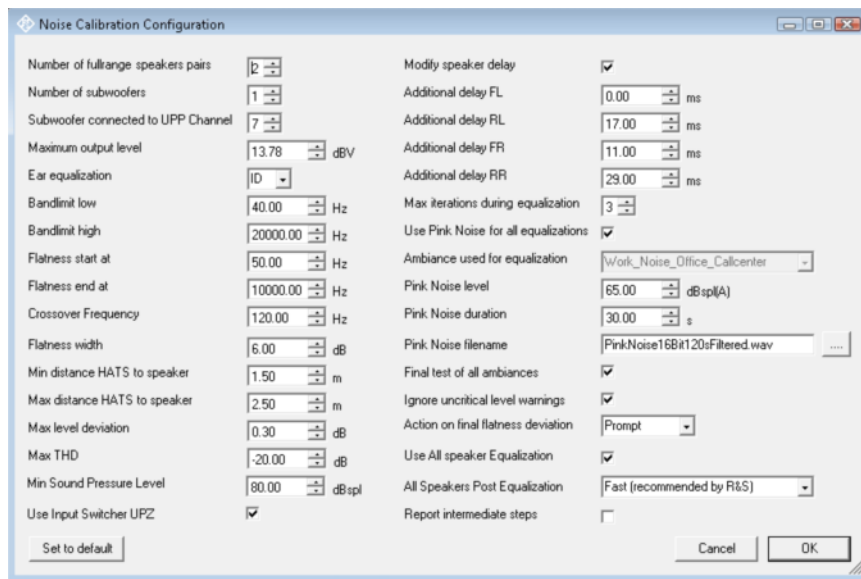 Noise Calibration Configuration
Number of fullrange speakers pairs 2
Number of subwoofers 1
Subwoofer connected to UPP Channel 7
Maximum output level 13.78 dBV
Ear equalization ID
Bandlimit low 40.00 Hz
Bandlimit high 20000.00 Hz
Flatness start at 50.00 Hz
Flatness end at 10000.00 Hz
Crossover Frequency 120.00 Hz
Flatness width 6.00 dB
Min distance HATS to speaker 1.50 m
Max distance HATS to speaker 2.50 m
Max level deviation 0.30 dB
Max THD -20.00 dB
Min Sound Pressure Level 80.00 dBspl
Use Input Switcher UPZ
Set to default
Modify speaker delay
Additional delay FL 0.00 ms
Additional delay RL 17.00 ms
Additional delay FR 11.00 ms
Additional delay RR 29.00 ms
Max iterations during equalization 3
Use Pink Noise for all equalizations
Ambiance used for equalization Work_Noise_Office_Callcenter
Pink Noise level 65.00 dBspl(A)
Pink Noise duration 30.00 s
Pink Noise filename PinkNoise16Bit120sFiltered.wav ....
Final test of all ambiances
Ignore uncritical level warnings
Action on final flatness deviation Prompt
Use All speaker Equalization
All Speakers Post Equalization Fast (recommended by R&S)
Report intermediate steps
Cancel OK